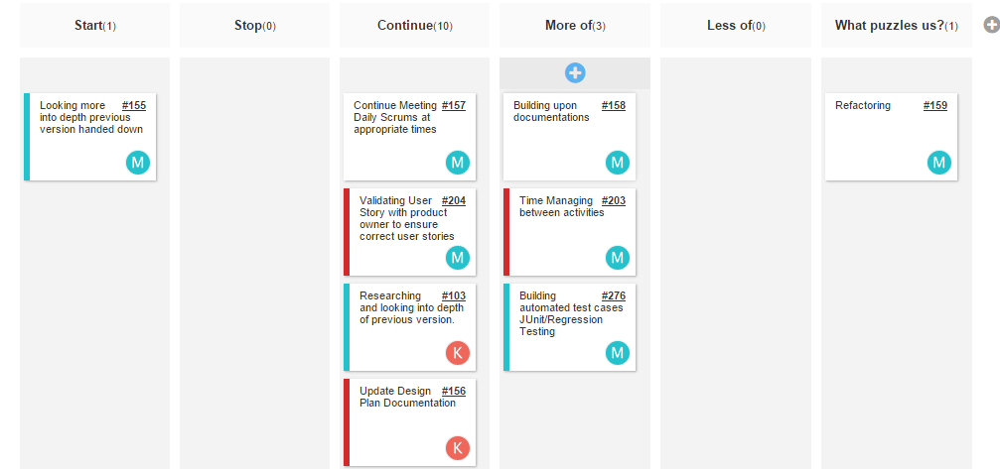 Start(1)
Stop(0)
Continue(10)
More of(3)
Less of(0)
What puzzles us?(1)
Looking more #155
into depth previous
version handed down
M
Continue Meeting #157
Daily Scrums at
appropriate times
M
Validating User #204
Story with product
owner to ensure
correct user stories
M
Researching #103
and looking into depth
of previous version.
K
Update Design #156
Plan Documentation
K
Building upon #158
documentations
M
Time Managing #203
between activities
M
Building #276
automated test cases
JUnit/Regression
Testing
M
Refactoring #159
M